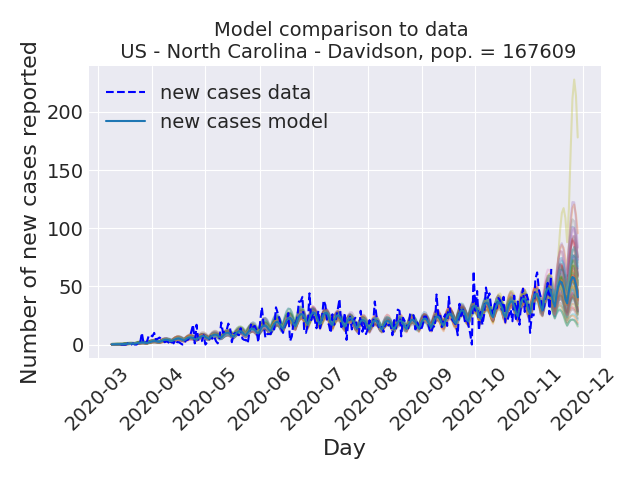 Model comparison to data
US - North Carolina - Davidson, pop. = 167609
Number of new cases reported
new cases data
new cases model
200
150
100
50
0
2020-03
2020-04
2020-05
2020-06
2020-07
2020-08
2020-09
2020-10
2020-11
2020-12
Day